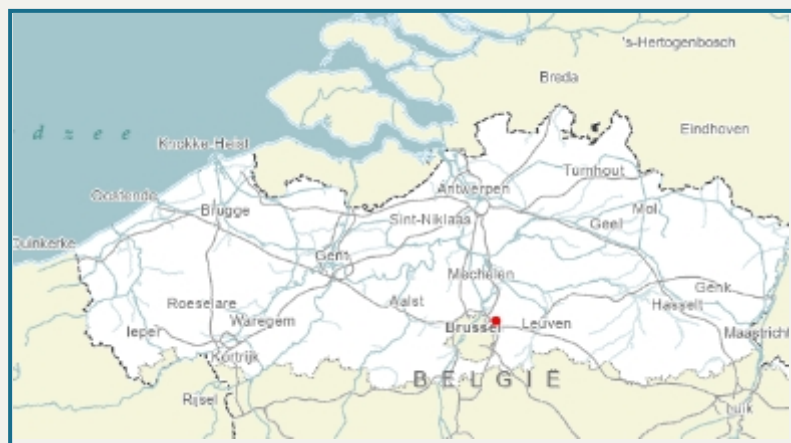 's-Hertogenbosch
Breda
d z e e
Eindhoven
Knokke-Heist
Turnhout
Oostende
Antwerpen
Mol
Brugge
Sint-Niklaas
Geel
Duinkerke
Gent
Mechelen
Genk
Roeselare
Aalst
Hasselt
Waregem
Ieper
Brussel
Leuven
Maastricht
Kortrijk
BELGIË
Rijsel
Luik